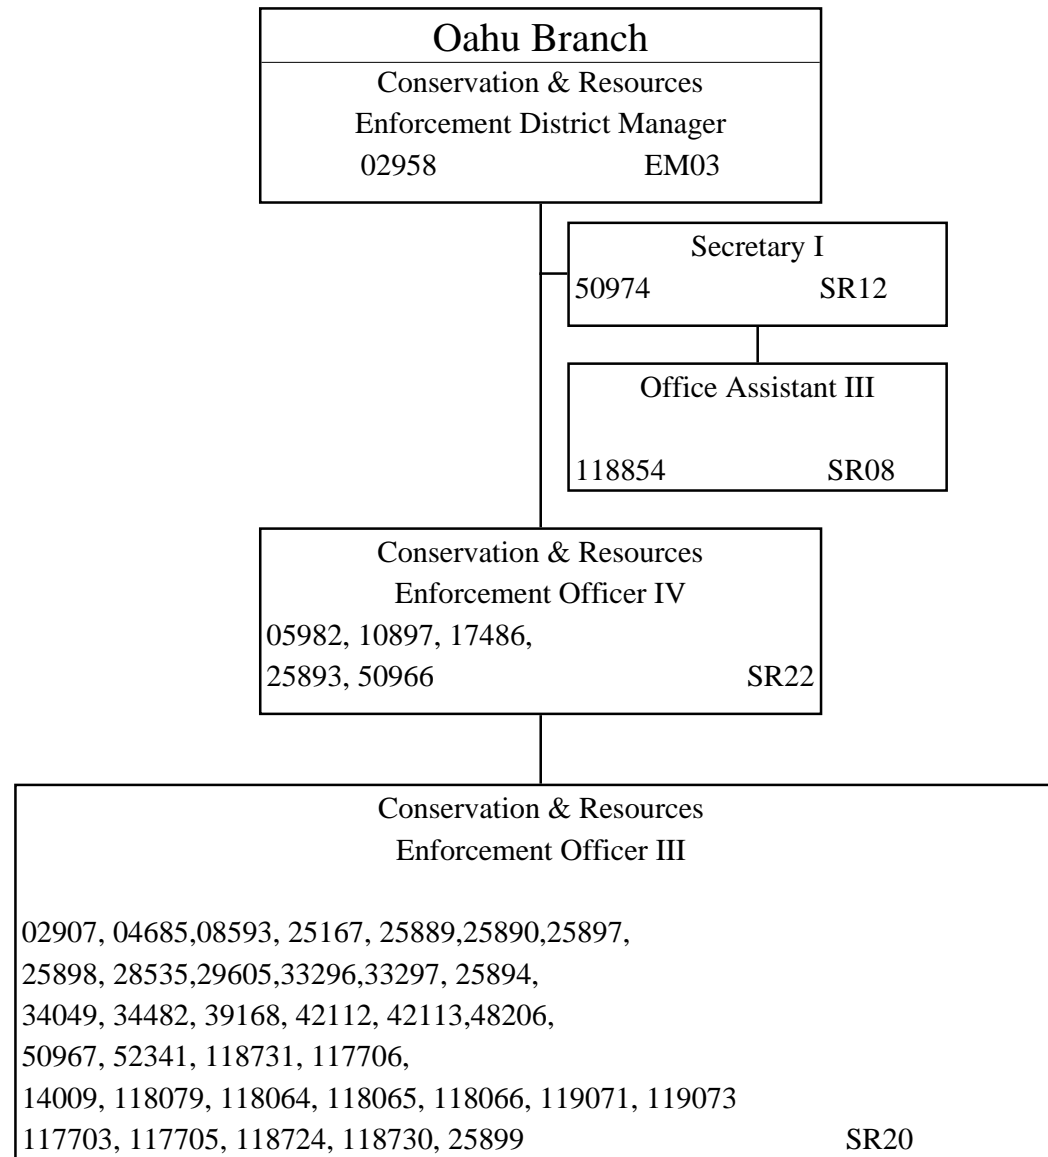 Oahu Branch
Conservation & Resources
Enforcement District Manager
02958 EM03
Secretary I
50974 SR12
Office Assistant III
118854 SR08
Conservation & Resources
Enforcement Officer IV
05982, 10897, 17486,
25893, 50966 SR22
Conservation & Resources
Enforcement Officer III
02907, 04685,08593, 25167, 25889,25890,25897,
25898, 28535,29605,33296,33297, 25894,
34049, 34482, 39168, 42112, 42113,48206,
50967, 52341, 118731, 117706,
14009, 118079, 118064, 118065, 118066, 119071, 119073
117703, 117705, 118724, 118730, 25899 SR20